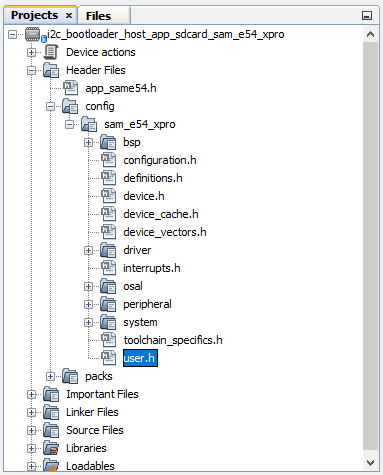 Projects × Files
i2c_bootloader_host_app_sdcard_sam_e54_xpro
Device actions
Header Files
app_same54.h
config
sam_e54_xpro
bsp
configuration.h
definitions.h
device.h
device_cache.h
device_vectors.h
driver
interrupts.h
osal
peripheral
system
toolchain_specifics.h
user.h
packs
Important Files
Linker Files
Source Files
Libraries
Loadables